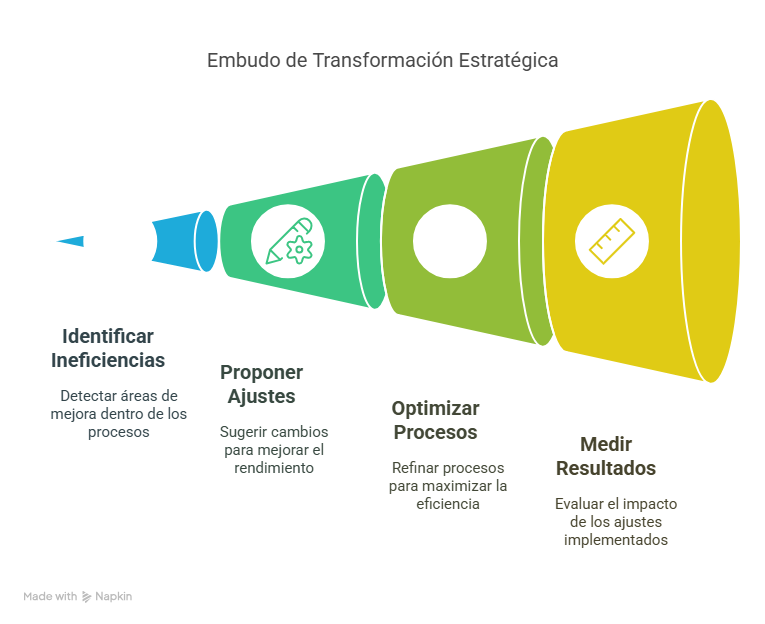 Embudo de Transformación Estratégica
Identificar
Ineficiencias
Detectar áreas de
mejora dentro de los
procesos
Proponer
Ajustes
Sugerir cambios
para mejorar el
rendimiento
Optimizar
Procesos
Refinar procesos
para maximizar la
eficiencia
Medir
Resultados
Evaluar el impacto
de los ajustes
implementados
Made with Napkin